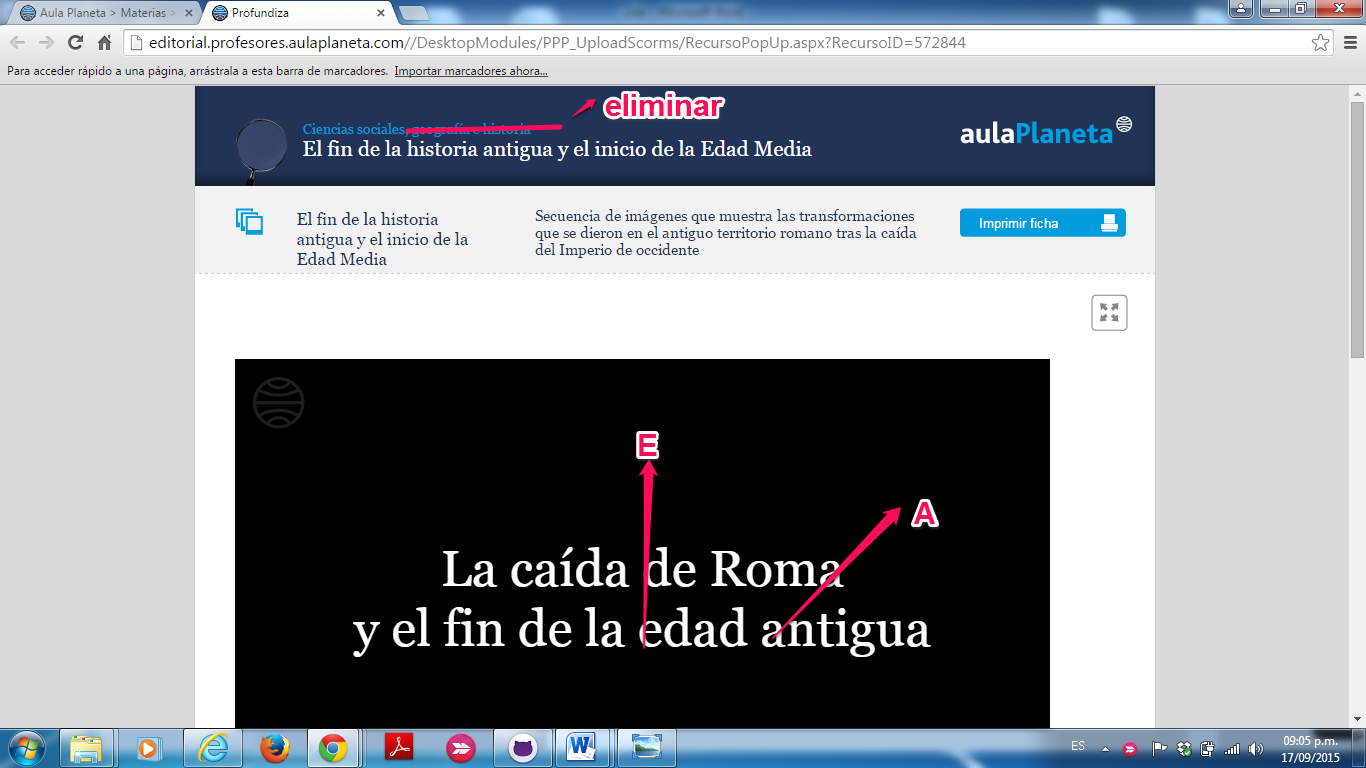 Aula Planeta > Materias >
Profundiza
editorial.profesores.aulaplaneta.com//DesktopModules/PPP_UploadScorms/RecursoPopUp.aspx?RecursoID=572844
Para acceder rápido a una página, arrástrala a esta barra de marcadores. Importar marcadores ahora...
eliminar
Ciencias sociales, geografía e historia
El fin de la historia antigua y el inicio de la Edad Media
aulaPlaneta
El fin de la historia
antigua y el inicio de la
Edad Media
Secuencia de imágenes que muestra las transformaciones
que se dieron en el antiguo territorio romano tras la caída
del Imperio de occidente
Imprimir ficha
E
A
La caída de Roma
y el fin de la edad antigua
ES
09:05 p.m.
17/09/2015